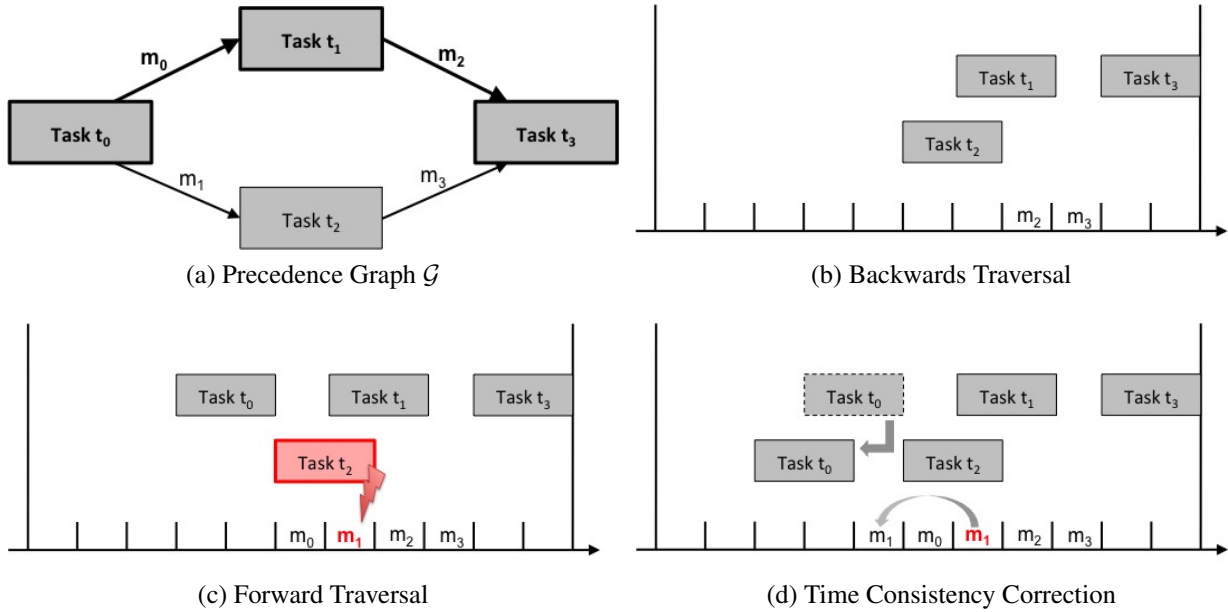 Task t₁
m₀
m₂
Task t₀
Task t₃
m₁
m₃
Task t₂
(a) Precedence Graph 𝒢
Task t₁
Task t₃
Task t₂
m₂ m₃
(b) Backwards Traversal
Task t₀
Task t₁
Task t₃
Task t₂
m₀ m₁ m₂ m₃
(c) Forward Traversal
Task t₀
Task t₁
Task t₃
Task t₀
Task t₂
m₁ m₀ m₁ m₂ m₃
(d) Time Consistency Correction